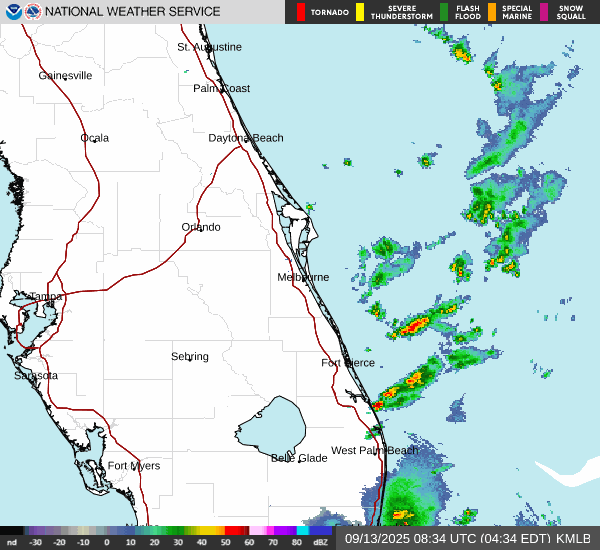 NATIONAL WEATHER SERVICE
TORNADO
SEVERE
THUNDERSTORM
FLASH
FLOOD
SPECIAL
MARINE
SNOW
SQUALL
St. Augustine
Gainesville
Palm Coast
Ocala
Daytona Beach
Orlando
Melbourne
Tampa
Sebring
Fort Pierce
Sarasota
West Palm Beach
Belle Glade
Fort Myers
nd -30 -20 -10 0 10 20 30 40 50 60 70 80 dBZ
09/13/2025 08:34 UTC (04:34 EDT) KMLB